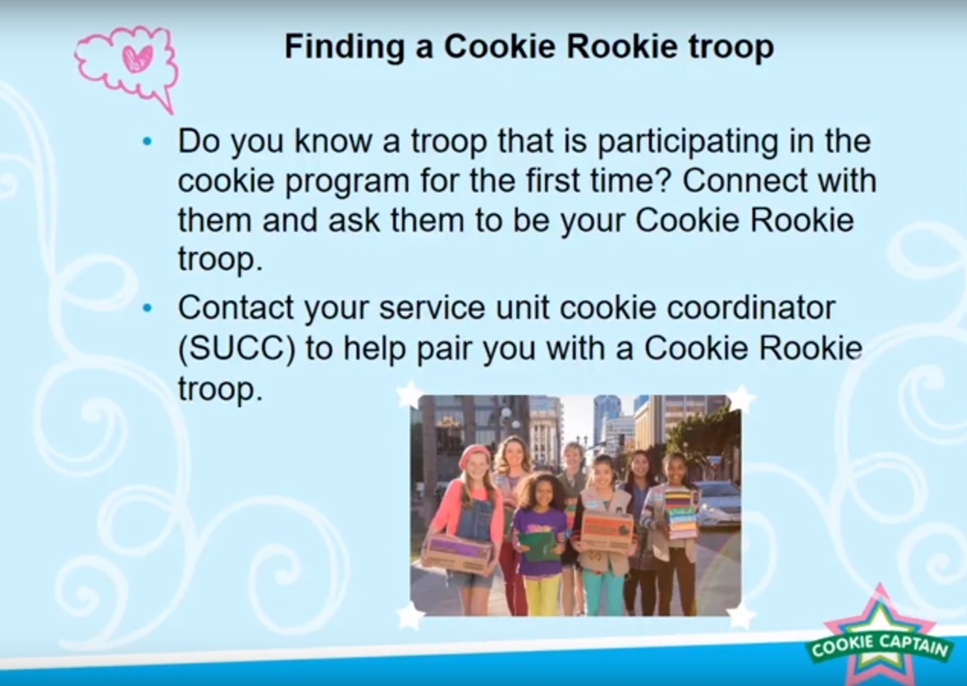 Finding a Cookie Rookie troop
• Do you know a troop that is participating in the
cookie program for the first time? Connect with
them and ask them to be your Cookie Rookie
troop.
• Contact your service unit cookie coordinator
(SUCC) to help pair you with a Cookie Rookie
troop.
COOKIE CAPTAIN